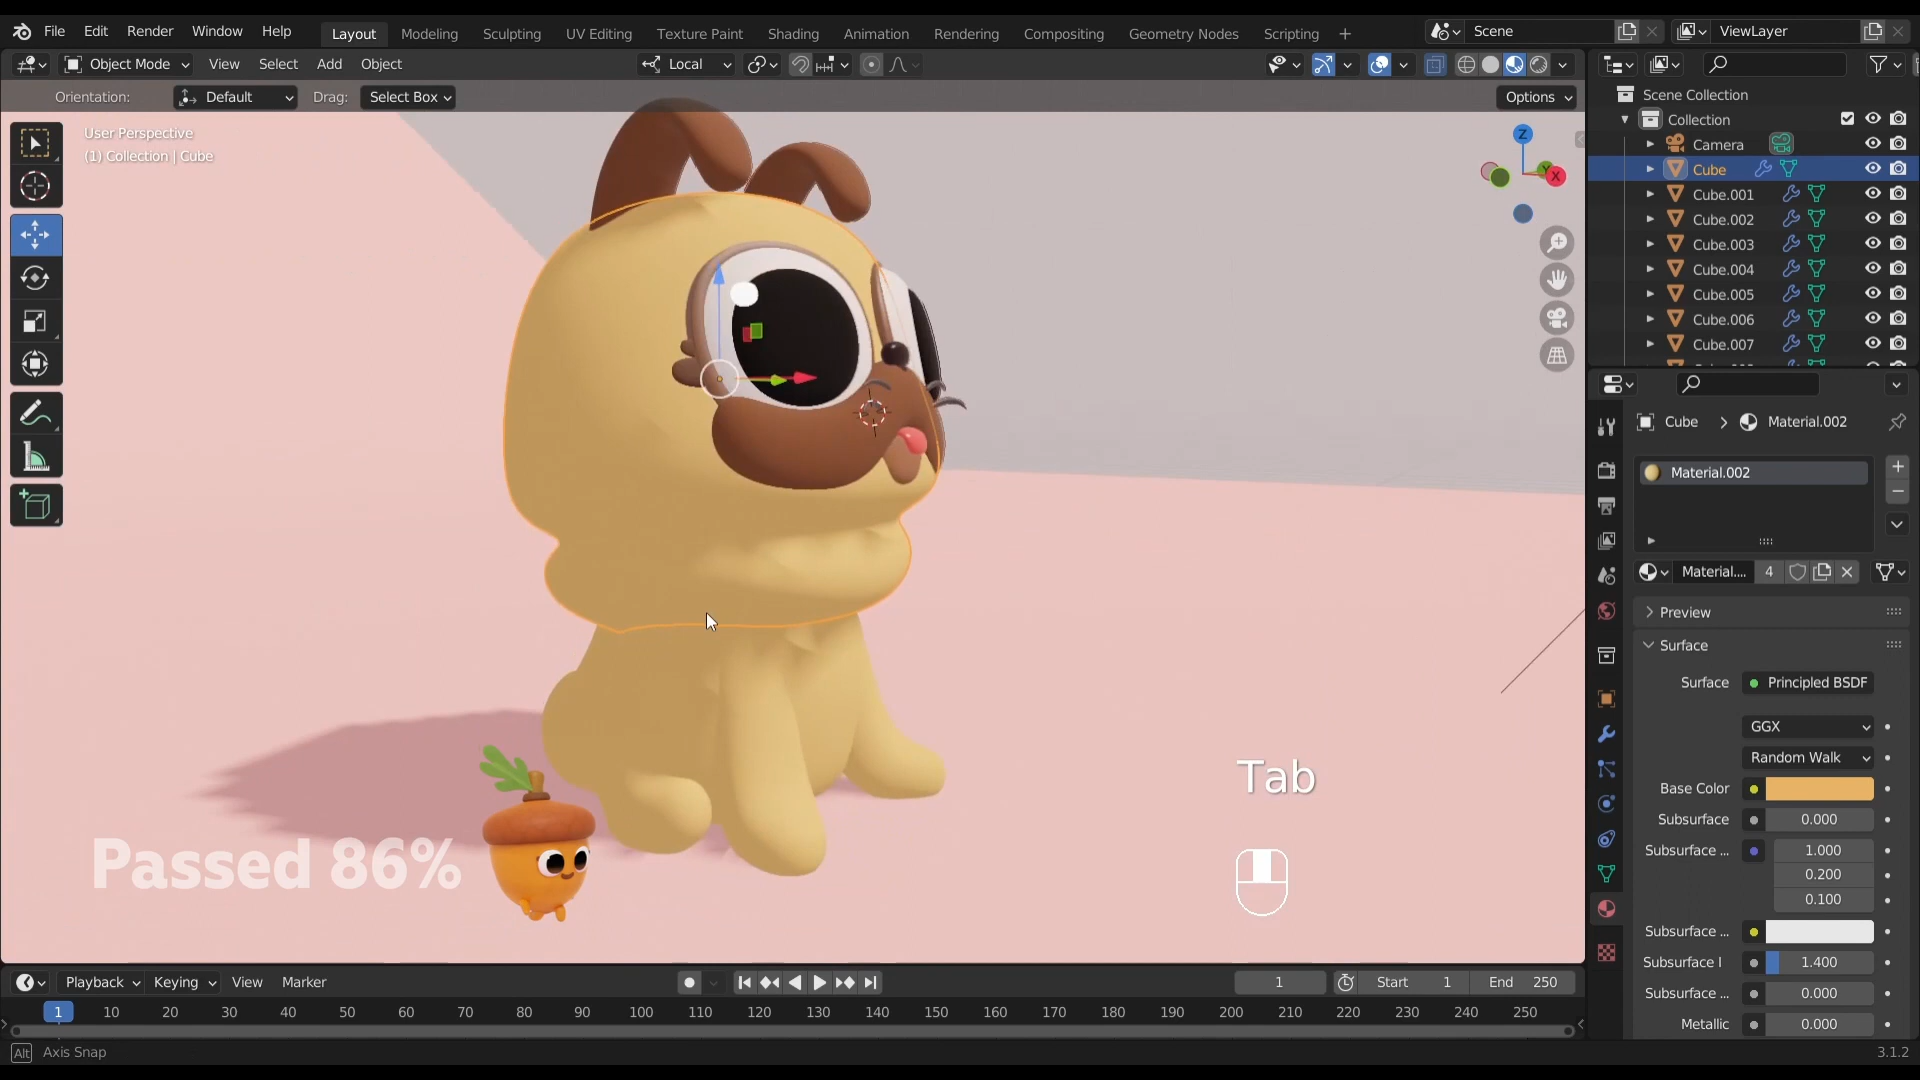 File Edit Render Window Help Layout Modeling Sculpting UV Editing Texture Paint Shading Animation Rendering Compositing Geometry Nodes Scripting + Scene ViewLayer
Object Mode View Select Add Object Local
Orientation: Default Drag: Select Box Options
User Perspective
(1) Collection | Cube
Z
X
Scene Collection
Collection
Camera
Cube
Cube.001
Cube.002
Cube.003
Cube.004
Cube.005
Cube.006
Cube.007
Cube > Material.002
Material.002
Material.... 4
Preview
Surface
Surface Principled BSDF
GGX
Random Walk
Base Color
Subsurface 0.000
Subsurface ... 1.000
0.200
0.100
Subsurface ...
Subsurface I 1.400
Subsurface ... 0.000
Metallic 0.000
Tab
Passed 86%
Playback Keying View Marker 1 Start 1 End 250
1 10 20 30 40 50 60 70 80 90 100 110 120 130 140 150 160 170 180 190 200 210 220 230 240 250
Alt Axis Snap 3.1.2